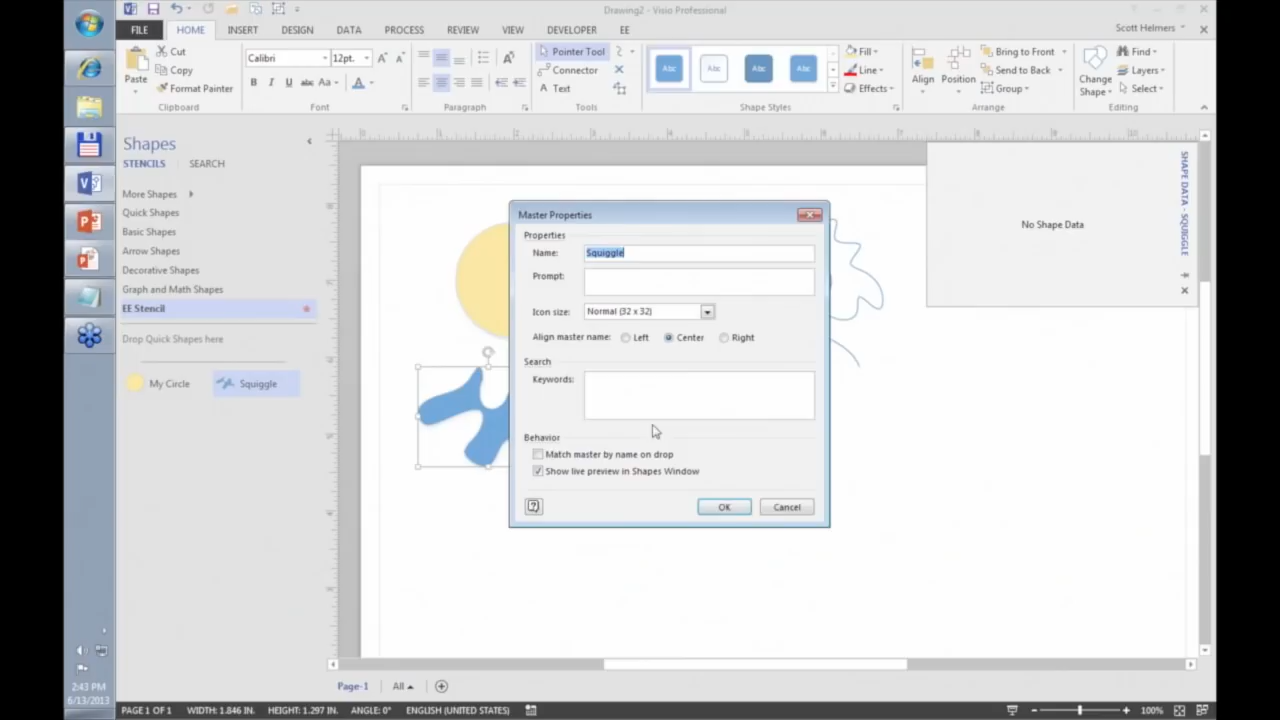 Drawing2 - Visio Professional
FILE HOME INSERT DESIGN DATA PROCESS REVIEW VIEW DEVELOPER EE Scott Helmers
Paste Cut Copy Format Painter
Clipboard
Calibri 12pt.
B I U abc Aa A
Font
Paragraph
Pointer Tool
Connector
A Text
Tools
Abc Abc Abc Abc
Shape Styles
Fill
Line
Effects
Align Position
Bring to Front
Send to Back
Group
Arrange
Change Shape
Find
Layers
Select
Editing
Shapes
STENCILS SEARCH
More Shapes
Quick Shapes
Basic Shapes
Arrow Shapes
Decorative Shapes
Graph and Math Shapes
EE Stencil
Drop Quick Shapes here
My Circle Squiggle
Master Properties
Properties
Name: Squiggle
Prompt:
Icon size: Normal (32 x 32)
Align master name: Left Center Right
Search
Keywords:
Behavior
Match master by name on drop
Show live preview in Shapes Window
OK Cancel
No Shape Data
SHAPE DATA - SQUIGGLE
Page-1 All
2:43 PM
6/13/2013
PAGE 1 OF 1 WIDTH: 1.846 IN. HEIGHT: 1.297 IN. ANGLE: 0° ENGLISH (UNITED STATES) 100%